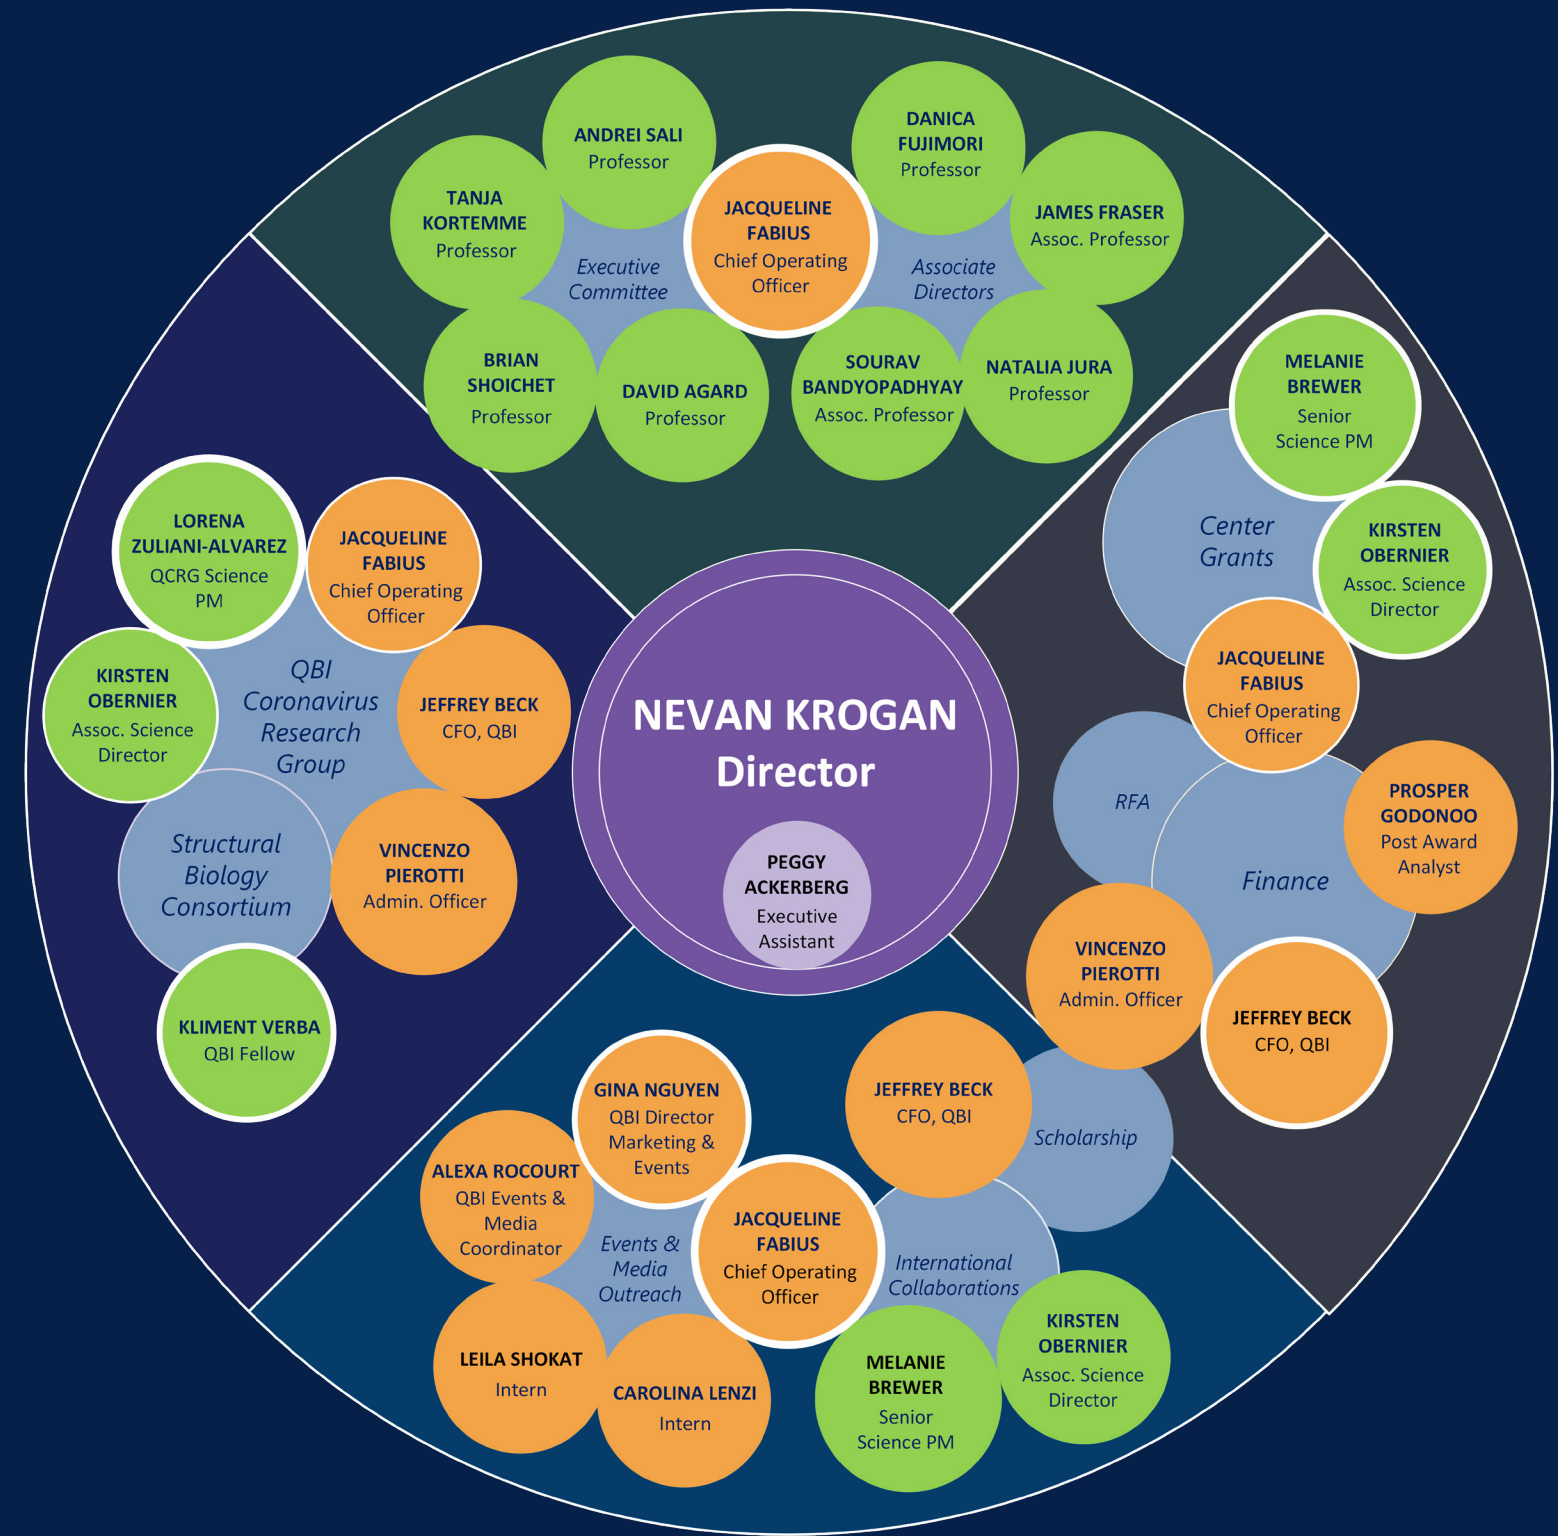 ANDREI SALI
Professor
TANJA
KORTEMME
Professor
Executive
Committee
BRIAN
SHOICHET
Professor
DAVID AGARD
Professor
JACQUELINE
FABIUS
Chief Operating
Officer
DANICA
FUJIMORI
Professor
JAMES FRASER
Assoc. Professor
Associate
Directors
SOURAV
BANDYOPADHYAY
Assoc. Professor
NATALIA JURA
Professor
MELANIE
BREWER
Senior
Science PM
Center
Grants
KIRSTEN
OBERNIER
Assoc. Science
Director
JACQUELINE
FABIUS
Chief Operating
Officer
RFA
PROSPER
GODONOO
Post Award
Analyst
Finance
VINCENZO
PIEROTTI
Admin. Officer
JEFFREY BECK
CFO, QBI
LORENA
ZULIANI-ALVAREZ
QCRG Science
PM
JACQUELINE
FABIUS
Chief Operating
Officer
KIRSTEN
OBERNIER
Assoc. Science
Director
QBI
Coronavirus
Research
Group
JEFFREY BECK
CFO, QBI
Structural
Biology
Consortium
VINCENZO
PIEROTTI
Admin. Officer
KLIMENT VERBA
QBI Fellow
NEVAN KROGAN
Director
PEGGY
ACKERBERG
Executive
Assistant
GINA NGUYEN
QBI Director
Marketing &
Events
ALEXA ROCOURT
QBI Events &
Media
Coordinator
Events &
Media
Outreach
LEILA SHOKAT
Intern
CAROLINA LENZI
Intern
JACQUELINE
FABIUS
Chief Operating
Officer
JEFFREY BECK
CFO, QBI
Scholarship
International
Collaborations
MELANIE
BREWER
Senior
Science PM
KIRSTEN
OBERNIER
Assoc. Science
Director